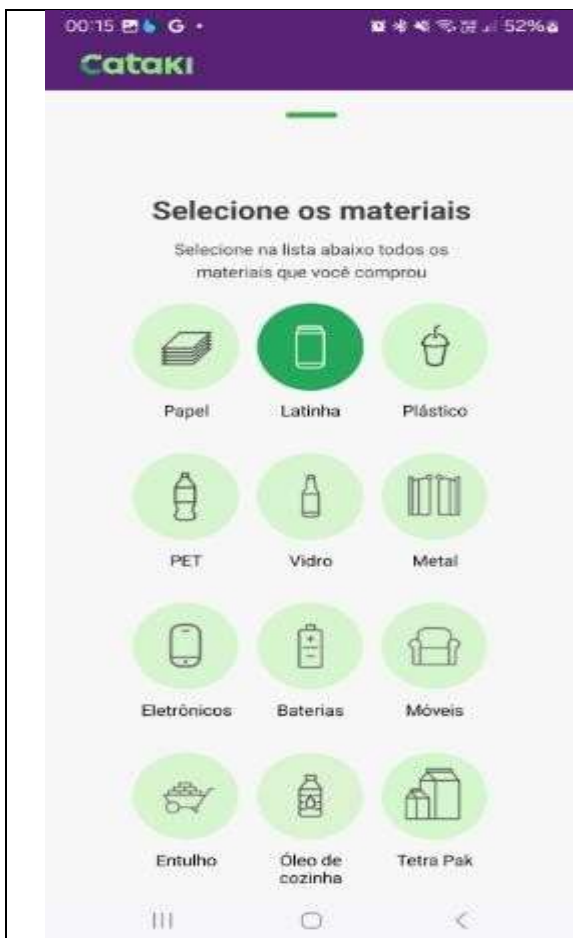 00:15 G •
52%
Cataki
Selecione os materiais
Selecione na lista abaixo todos os
materiais que você comprou
Papel Latinha Plástico
PET Vidro Metal
Eletrônicos Baterias Móveis
Entulho Óleo de cozinha Tetra Pak